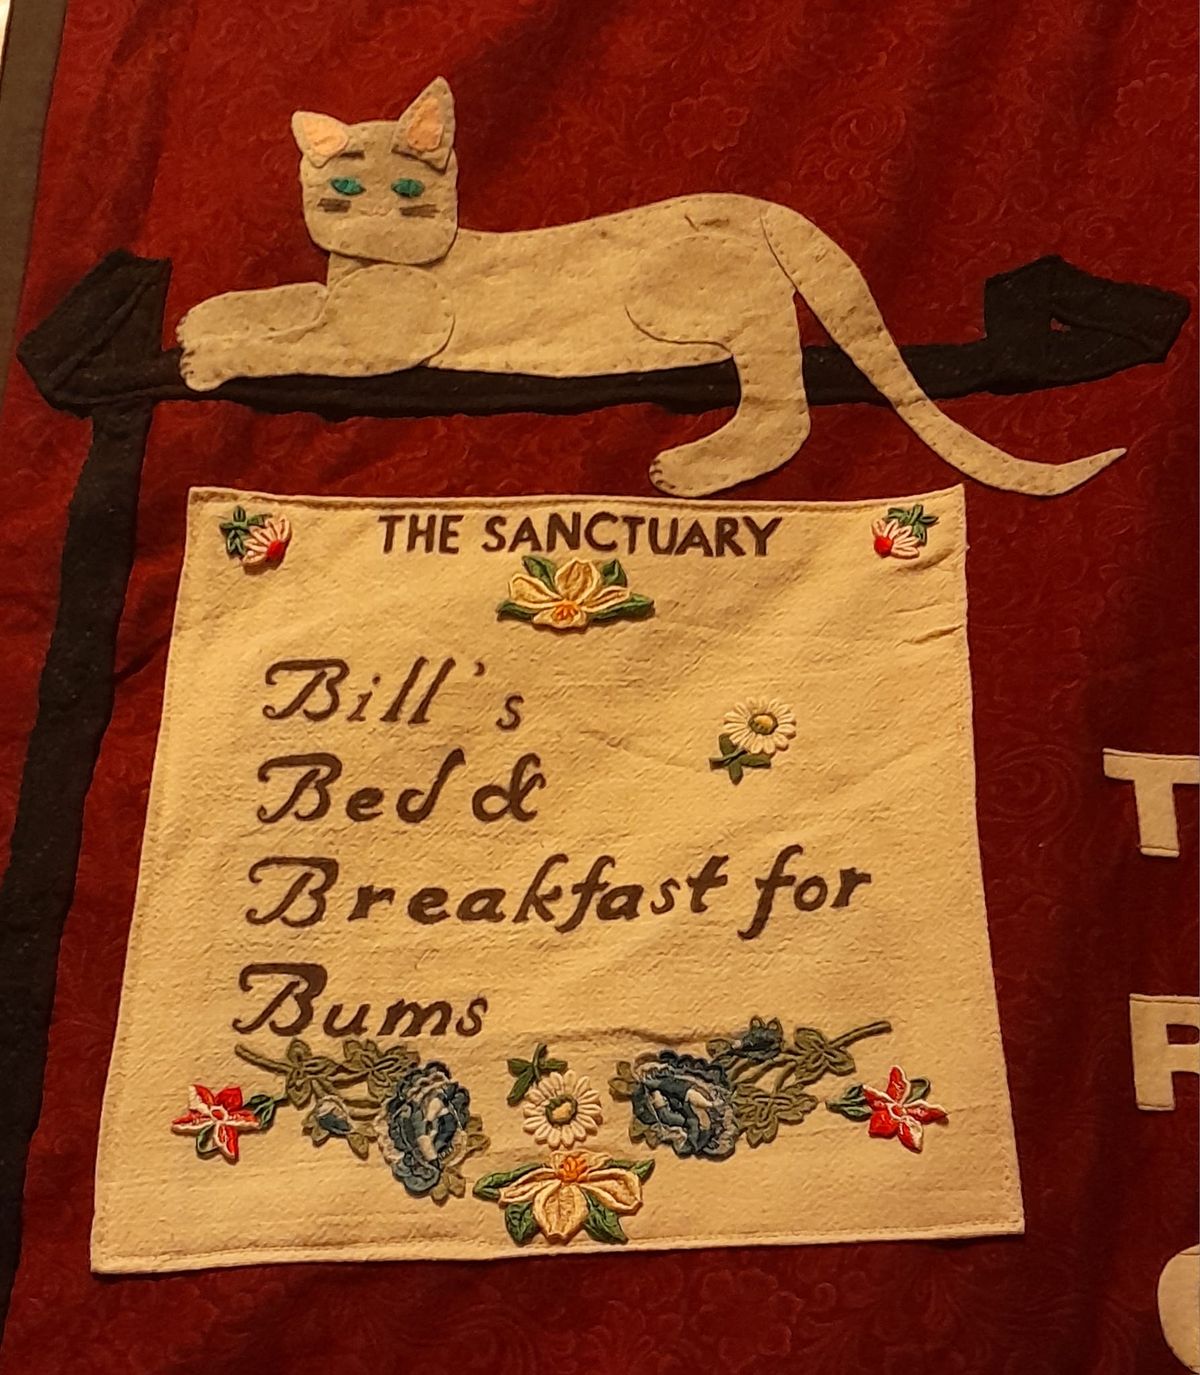 THE SANCTUARY
Bill's
Bed &
Breakfast for
Bums
T
R